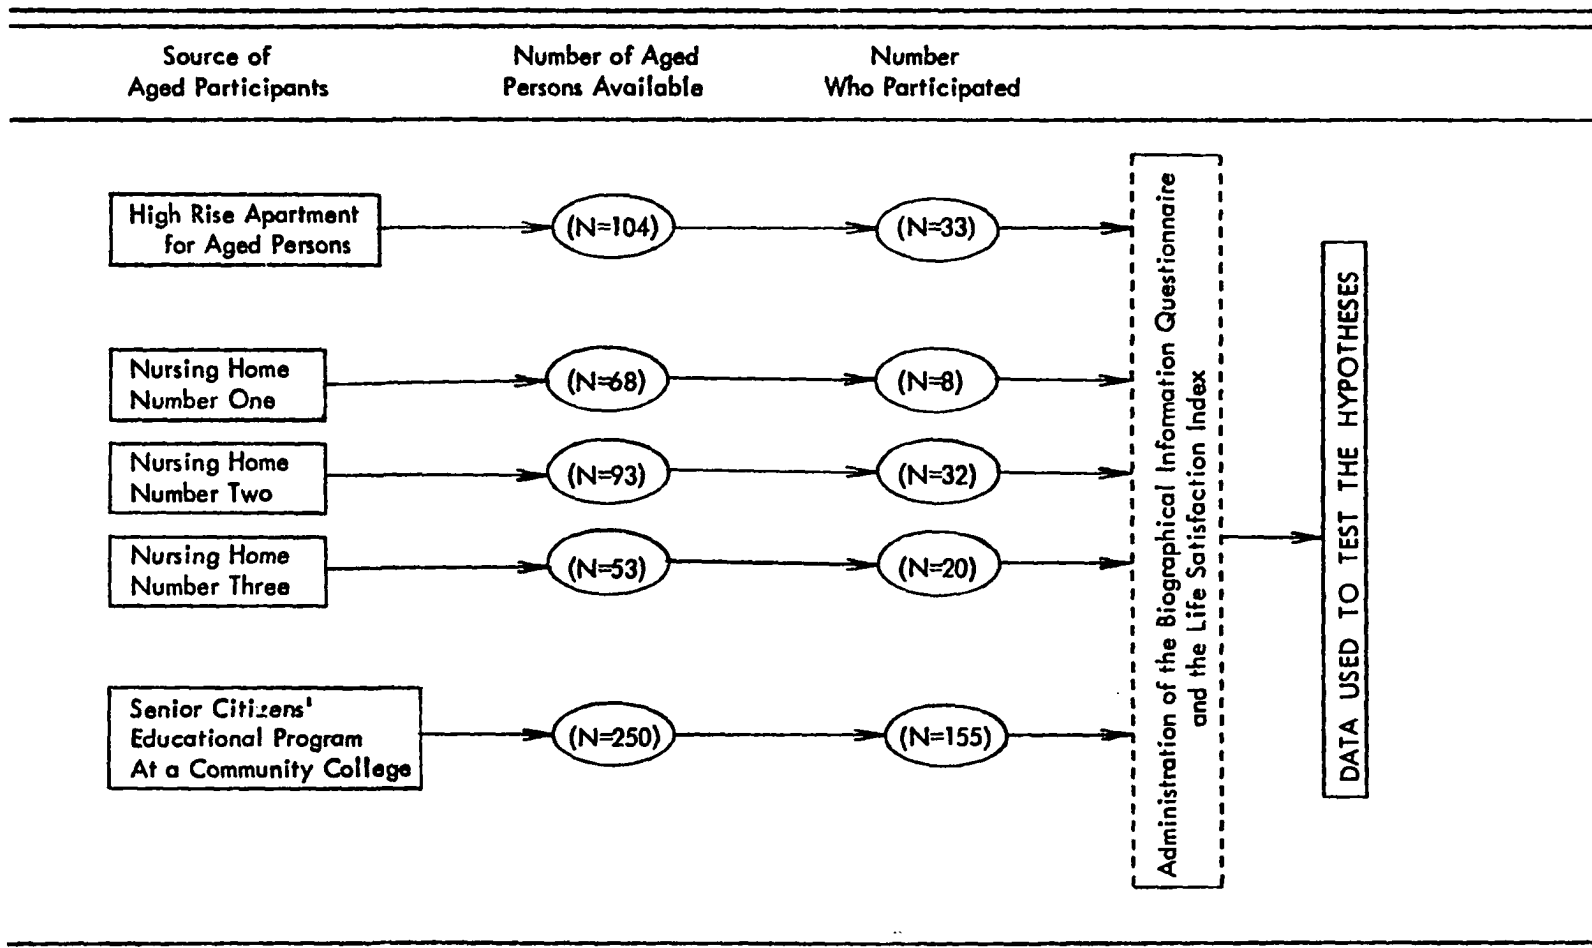 Source of
Aged Participants
Number of Aged
Persons Available
Number
Who Participated
High Rise Apartment
for Aged Persons
(N=104)
(N=33)
Nursing Home
Number One
(N=68)
(N=8)
Nursing Home
Number Two
(N=93)
(N=32)
Nursing Home
Number Three
(N=53)
(N=20)
Senior Citizens'
Educational Program
At a Community College
(N=250)
(N=155)
Administration of the Biographical Information Questionnaire
and the Life Satisfaction Index
DATA USED TO TEST THE HYPOTHESES